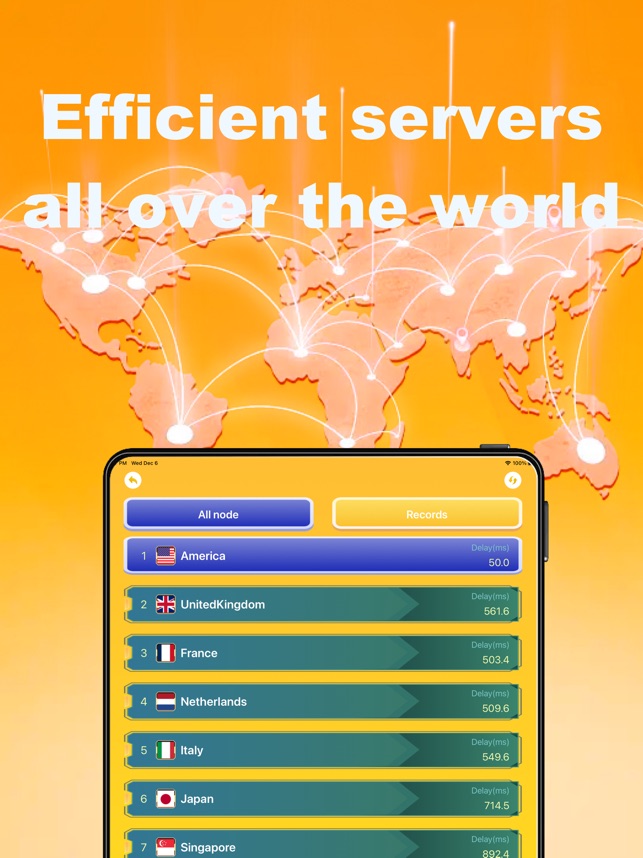 Efficient servers
all over the world
PM Wed Dec 6
100%
All node
Records
1 America Delay(ms) 50.0
2 UnitedKingdom Delay(ms) 561.6
3 France Delay(ms) 503.4
4 Netherlands Delay(ms) 509.6
5 Italy Delay(ms) 549.6
6 Japan Delay(ms) 714.5
7 Singapore Delay(ms) 892.4